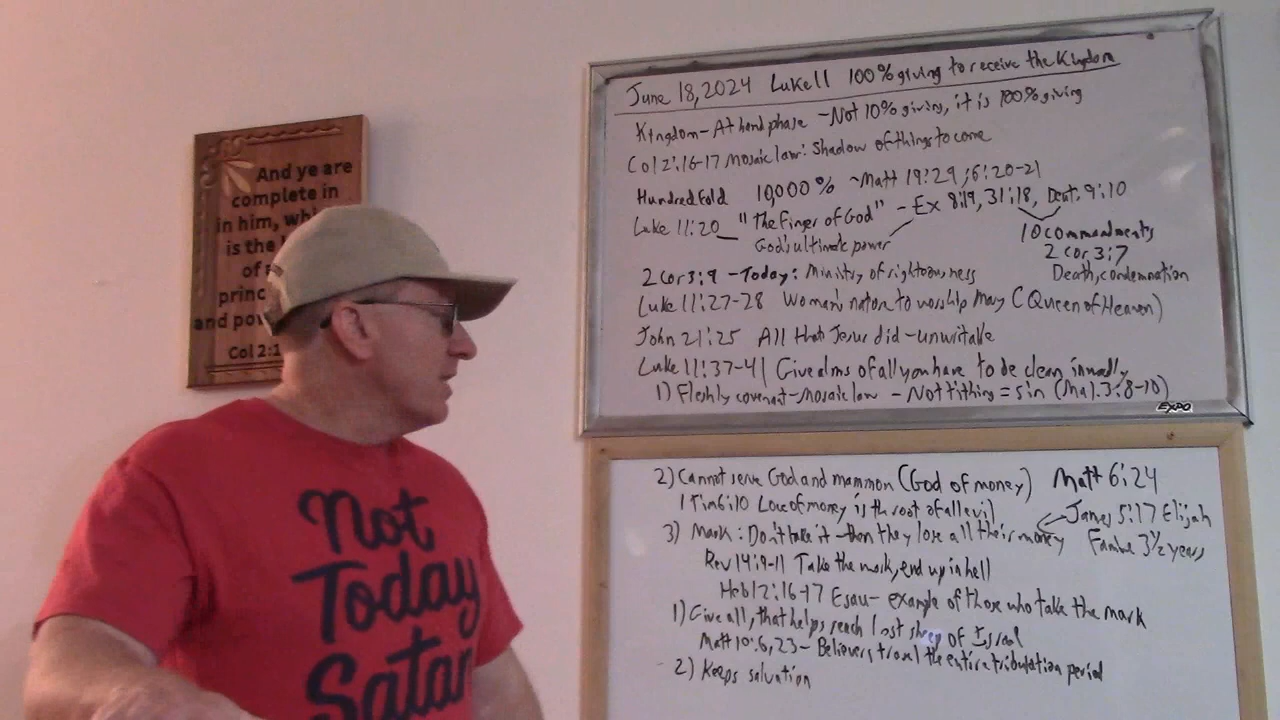 And ye are
complete in
in him, wh
is the
of
princ
and po
Col 2:1
Not
Today
Satan
June 18, 2024 Luke 11 100% giving to receive the Kingdom
Kingdom - At hand phase - Not 10% giving, it is 100% giving
Col 2:16-17 Mosaic law: Shadow of things to come
Hundredfold 10,000% ~ Matt 19:29; 6:20-21
Luke 11:20 "The Finger of God" - Ex 8:19, 31:18, Deut. 9:10
God's ultimate power
10 commandments
2 Cor 3:7
Death, condemnation
2 Cor 3:9 - Today: Ministry of righteousness
Luke 11:27-28 Woman's nature to worship Mary (Queen of Heaven)
John 21:25 All that Jesus did - unwritable
Luke 11:37-41 Give alms of all you have to be clean inwardly
1) Fleshly covenant - Mosaic law - Not tithing = sin (Mal. 3:8-10)
EXPO
2) Cannot serve God and mammon (God of money) Matt 6:24
1 Tim 6:10 Love of money is the root of all evil)
James 5:17 Elijah
3) Mark: Don't take it - then they lose all their money
Famine 3 1/2 years
Rev 14:9-11 Take the mark, end up in hell
Heb 12:16-17 Esau - example of those who take the mark
1) Give all, that helps reach lost sheep of Israel
Matt 10:6, 23 - Believers travel the entire tribulation period
2) Keeps salvation